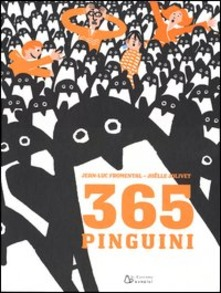 JEAN-LUC FROMENTAL - JOËLLE JOLIVET
365
PINGUINI